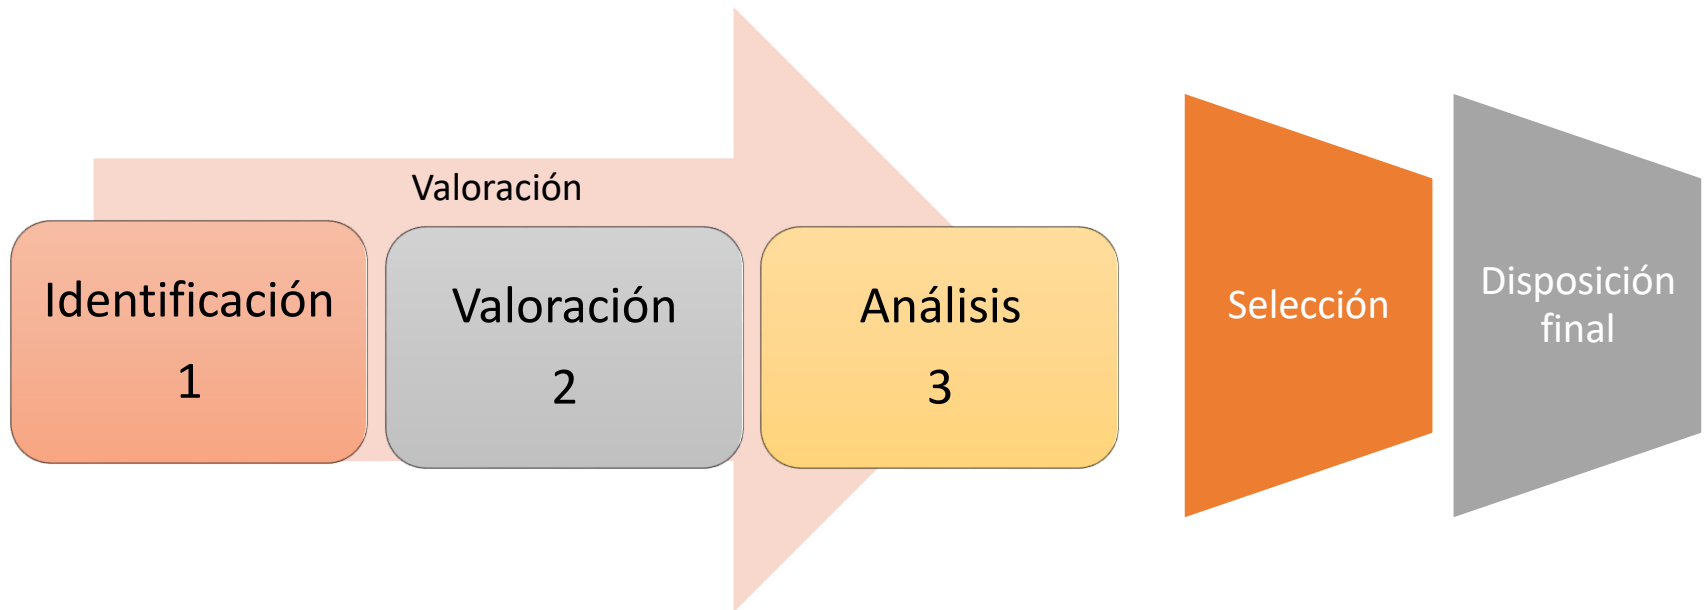 Valoración
Identificación
1
Valoración
2
Análisis
3
Selección
Disposición
final